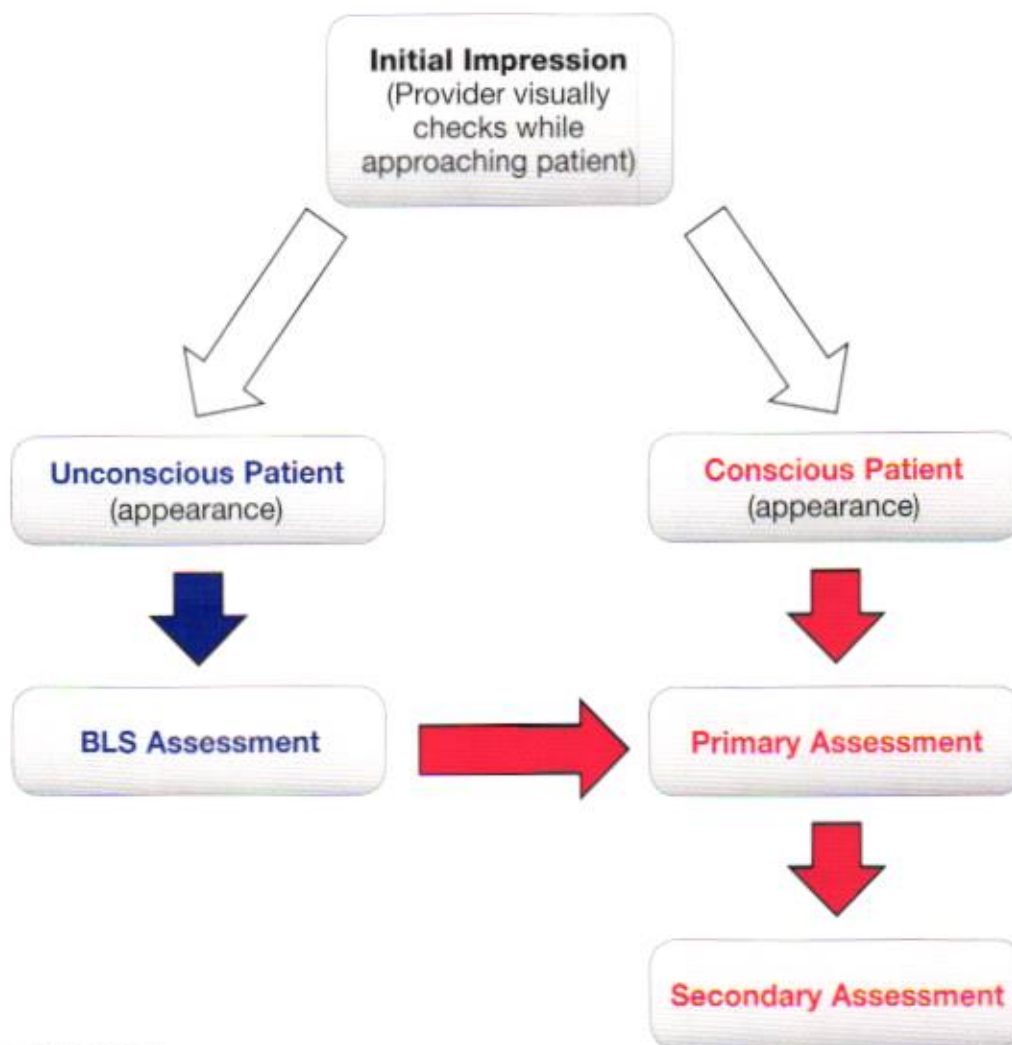 Initial Impression
(Provider visually
checks while
approaching patient)
Unconscious Patient
(appearance)
Conscious Patient
(appearance)
BLS Assessment
Primary Assessment
Secondary Assessment